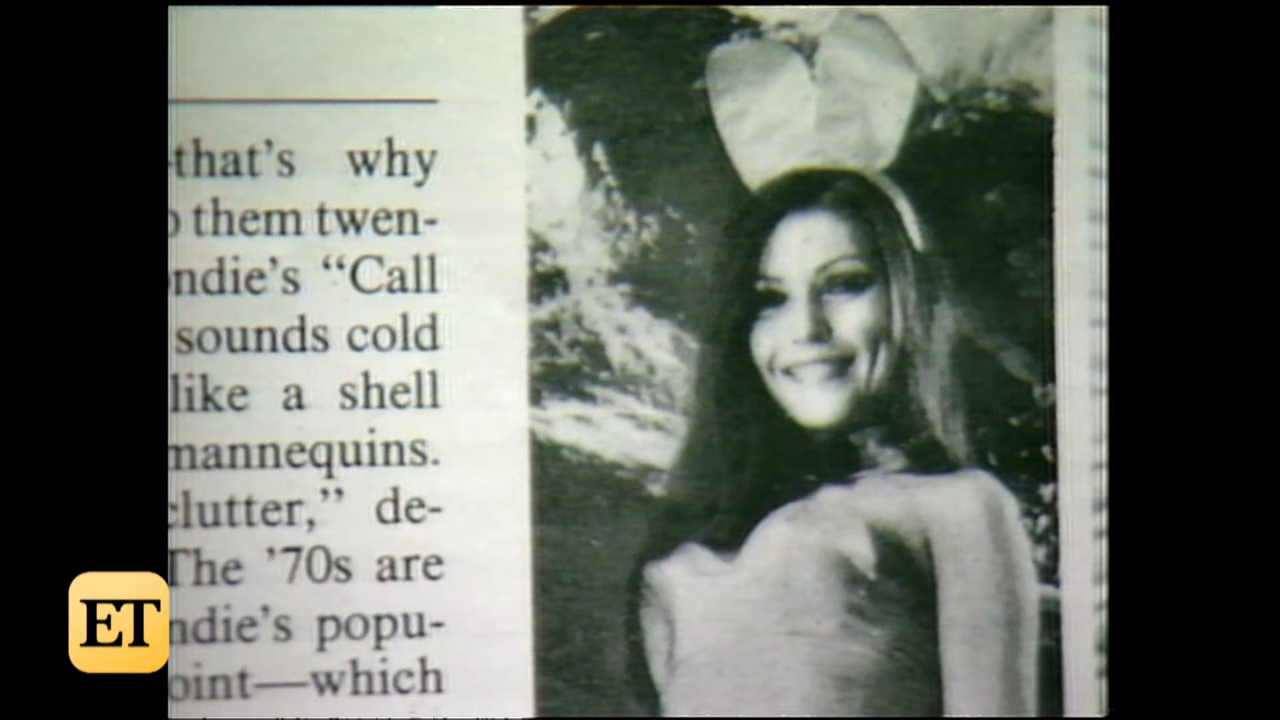 that's why
them twen-
ndie's “Call
sounds cold
like a shell
mannequins.
clutter,” de-
The '70s are
ndie's popu-
oint—which
ET